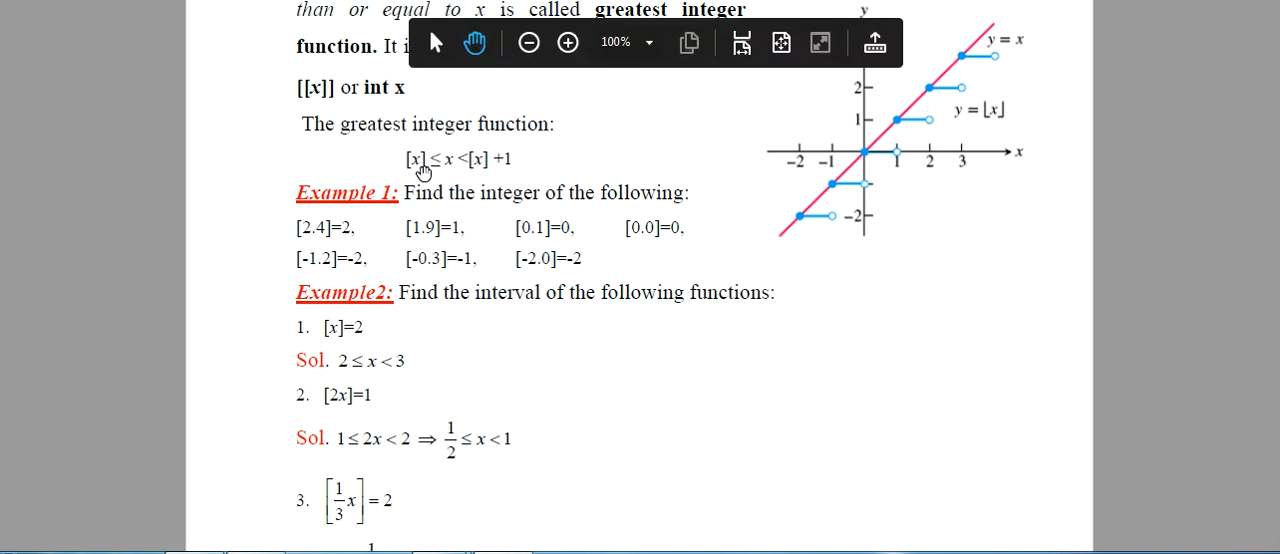 than or equal to x is called greatest integer
function. It i
100%
[[x]] or int x
The greatest integer function:
[x]≤ x <[x] +1
Example 1: Find the integer of the following:
[2.4]=2, [1.9]=1, [0.1]=0, [0.0]=0,
[-1.2]=-2, [-0.3]=-1, [-2.0]=-2
Example2: Find the interval of the following functions:
1. [x]=2
Sol. 2 ≤ x < 3
2. [2x]=1
Sol. 1 ≤ 2x < 2 ⇒ 1/2 ≤ x < 1
3. [1/3 x] = 2
1
y
y = x
2
y = ⌊x⌋
1
-2 -1 1 2 3 x
-2